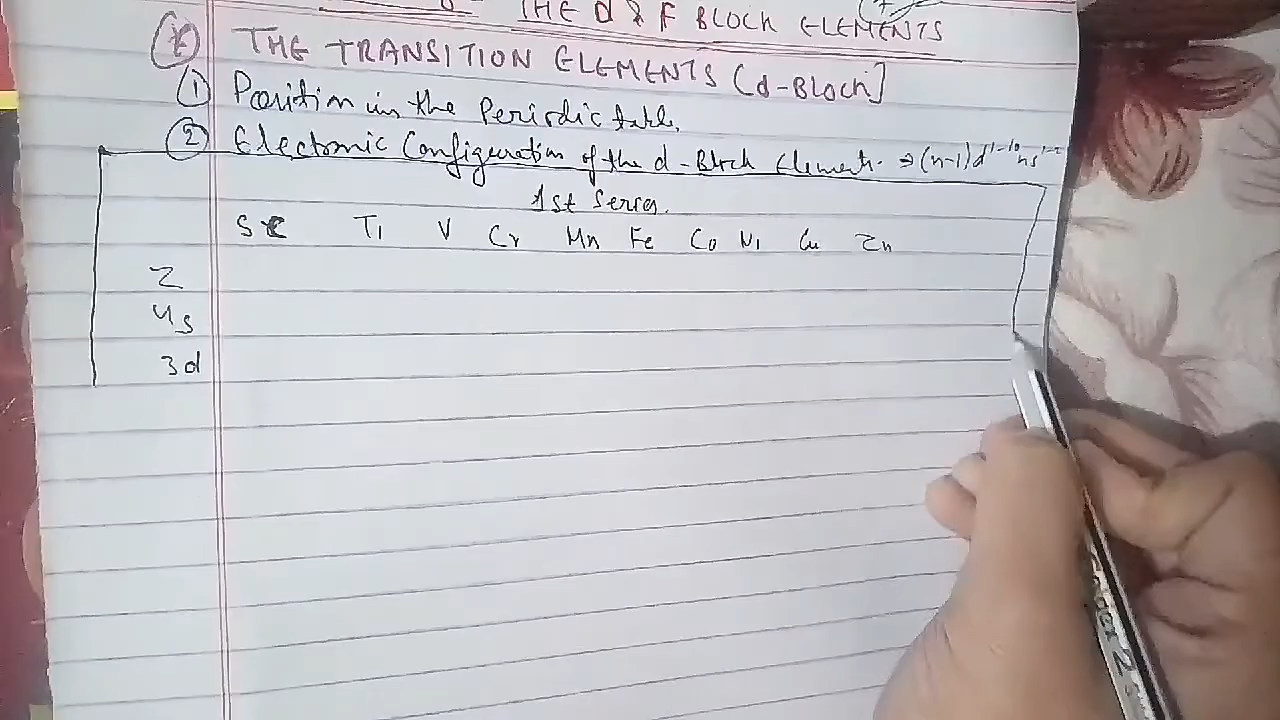 THE d & F BLOCK ELEMENTS
THE TRANSITION ELEMENTS (d-Block]
① Position in the Periodic table.
② Electronic Configuration of the d-Block Elements. ⇒ (n-1)d¹⁻¹⁰ns¹⁻²
1st Series.
Sc Ti V Cr Mn Fe Co Ni Cu Zn
Z
4s
3d